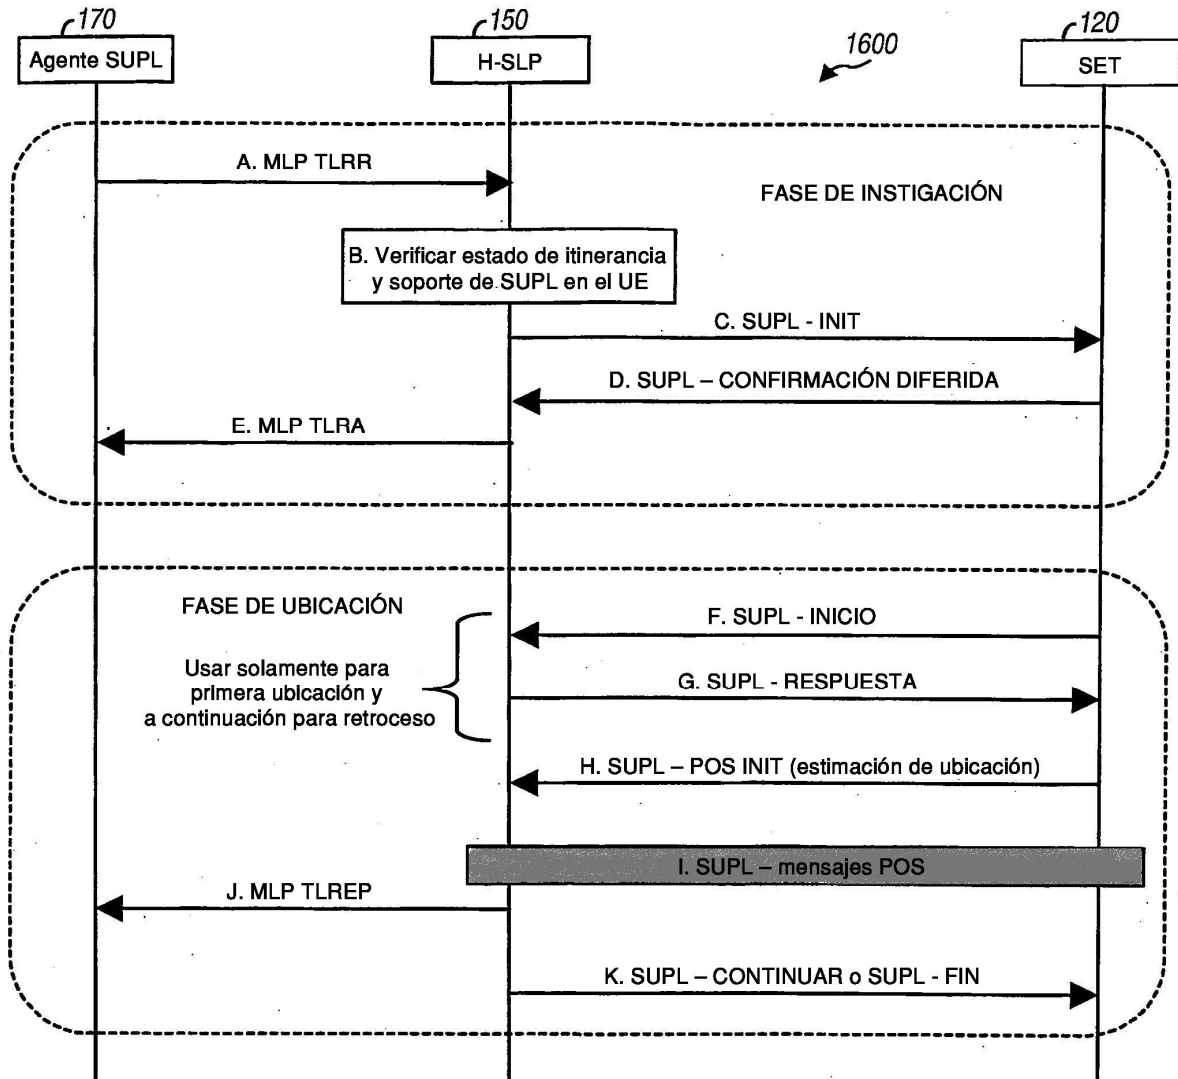 170
150
120
1600
Agente SUPL
H-SLP
SET
A. MLP TLRR
FASE DE INSTIGACIÓN
B. Verificar estado de itinerancia
y soporte de SUPL en el UE
C. SUPL - INIT
D. SUPL – CONFIRMACIÓN DIFERIDA
E. MLP TLRA
FASE DE UBICACIÓN
F. SUPL - INICIO
Usar solamente para
primera ubicación y
a continuación para retroceso
G. SUPL - RESPUESTA
H. SUPL – POS INIT (estimación de ubicación)
I. SUPL – mensajes POS
J. MLP TLREP
K. SUPL – CONTINUAR o SUPL - FIN